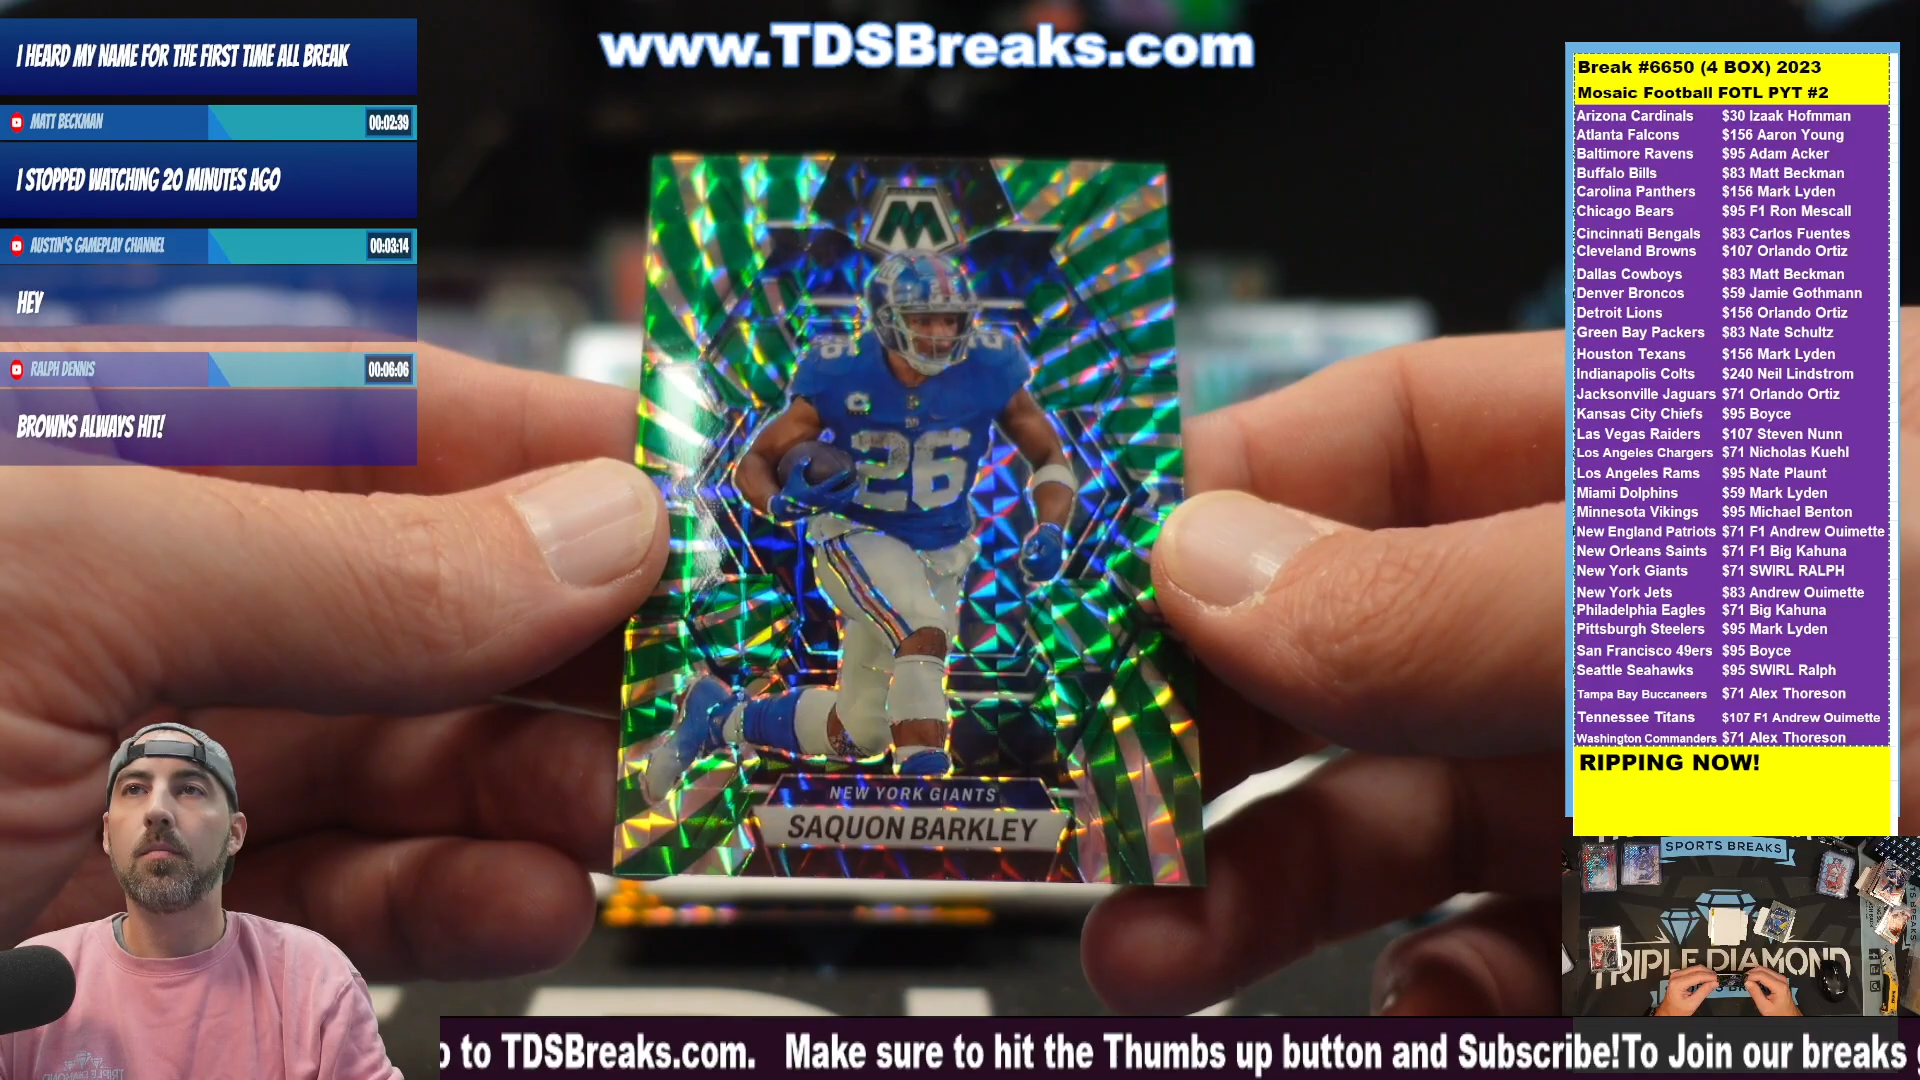 www.TDSBreaks.com
I HEARD MY NAME FOR THE FIRST TIME ALL BREAK
MATT BECKMAN 00:02:39
I STOPPED WATCHING 20 MINUTES AGO
AUSTIN'S GAMEPLAY CHANNEL 00:03:14
HEY
RALPH DENNIS 00:06:06
BROWNS ALWAYS HIT!
M
26
C
26
NEW YORK GIANTS
SAQUON BARKLEY
Break #6650 (4 BOX) 2023
Mosaic Football FOTL PYT #2
Arizona Cardinals $30 Izaak Hofmman
Atlanta Falcons $156 Aaron Young
Baltimore Ravens $95 Adam Acker
Buffalo Bills $83 Matt Beckman
Carolina Panthers $156 Mark Lyden
Chicago Bears $95 F1 Ron Mescall
Cincinnati Bengals $83 Carlos Fuentes
Cleveland Browns $107 Orlando Ortiz
Dallas Cowboys $83 Matt Beckman
Denver Broncos $59 Jamie Gothmann
Detroit Lions $156 Orlando Ortiz
Green Bay Packers $83 Nate Schultz
Houston Texans $156 Mark Lyden
Indianapolis Colts $240 Neil Lindstrom
Jacksonville Jaguars $71 Orlando Ortiz
Kansas City Chiefs $95 Boyce
Las Vegas Raiders $107 Steven Nunn
Los Angeles Chargers $71 Nicholas Kuehl
Los Angeles Rams $95 Nate Plaunt
Miami Dolphins $59 Mark Lyden
Minnesota Vikings $95 Michael Benton
New England Patriots $71 F1 Andrew Ouimette
New Orleans Saints $71 F1 Big Kahuna
New York Giants $71 SWIRL RALPH
New York Jets $83 Andrew Ouimette
Philadelphia Eagles $71 Big Kahuna
Pittsburgh Steelers $95 Mark Lyden
San Francisco 49ers $95 Boyce
Seattle Seahawks $95 SWIRL Ralph
Tampa Bay Buccaneers $71 Alex Thoreson
Tennessee Titans $107 F1 Andrew Ouimette
Washington Commanders $71 Alex Thoreson
RIPPING NOW!
SPORTS BREAKS
TRIPLE DIAMOND
o to TDSBreaks.com. Make sure to hit the Thumbs up button and Subscribe!To Join our breaks g